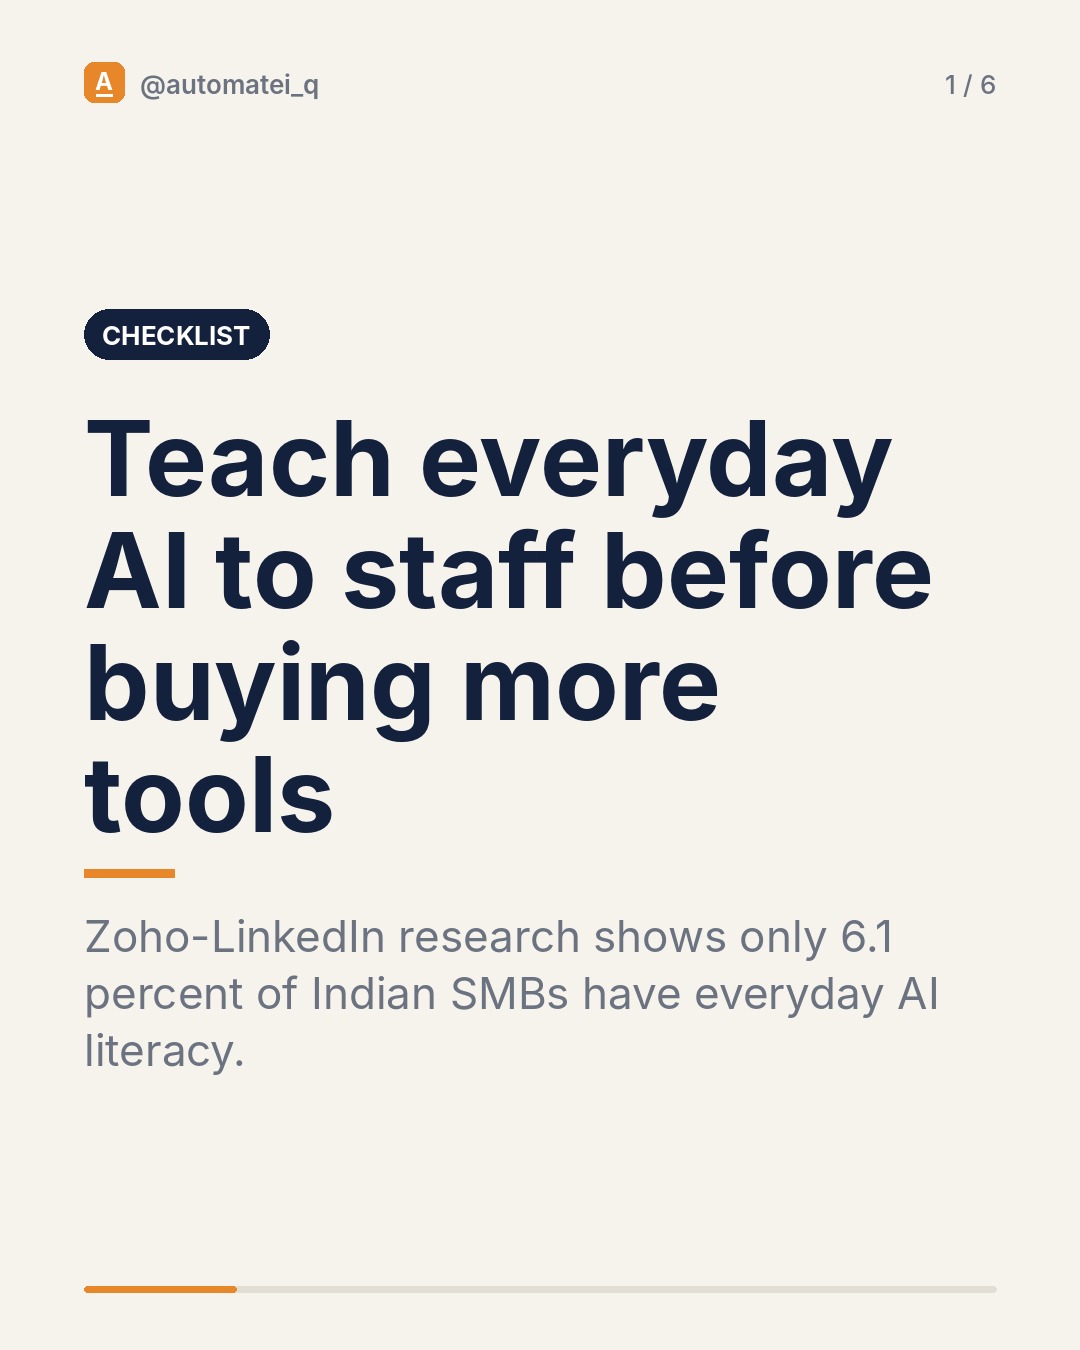 A
@automatei_q
1 / 6
CHECKLIST
Teach everyday
AI to staff before
buying more
tools
Zoho-LinkedIn research shows only 6.1
percent of Indian SMBs have everyday AI
literacy.